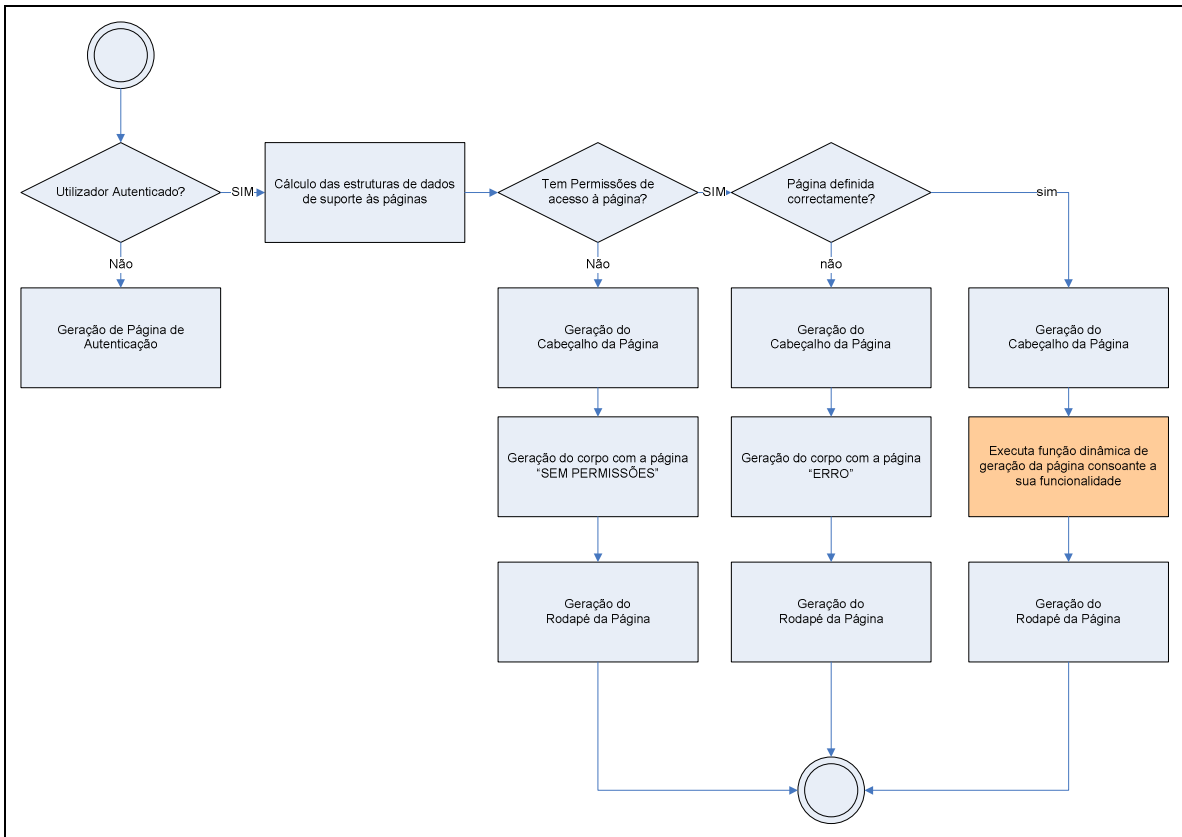 Utilizador Autenticado?
SIM
Cálculo das estruturas de dados
de suporte às páginas
Tem Permissões de
acesso à página?
SIM
Página definida
correctamente?
sim
Não
Não
não
Geração de Página de
Autenticação
Geração do
Cabeçalho da Página
Geração do
Cabeçalho da Página
Geração do
Cabeçalho da Página
Geração do corpo com a página
“SEM PERMISSÕES”
Geração do corpo com a página
“ERRO”
Executa função dinâmica de
geração da página consoante a
sua funcionalidade
Geração do
Rodapé da Página
Geração do
Rodapé da Página
Geração do
Rodapé da Página